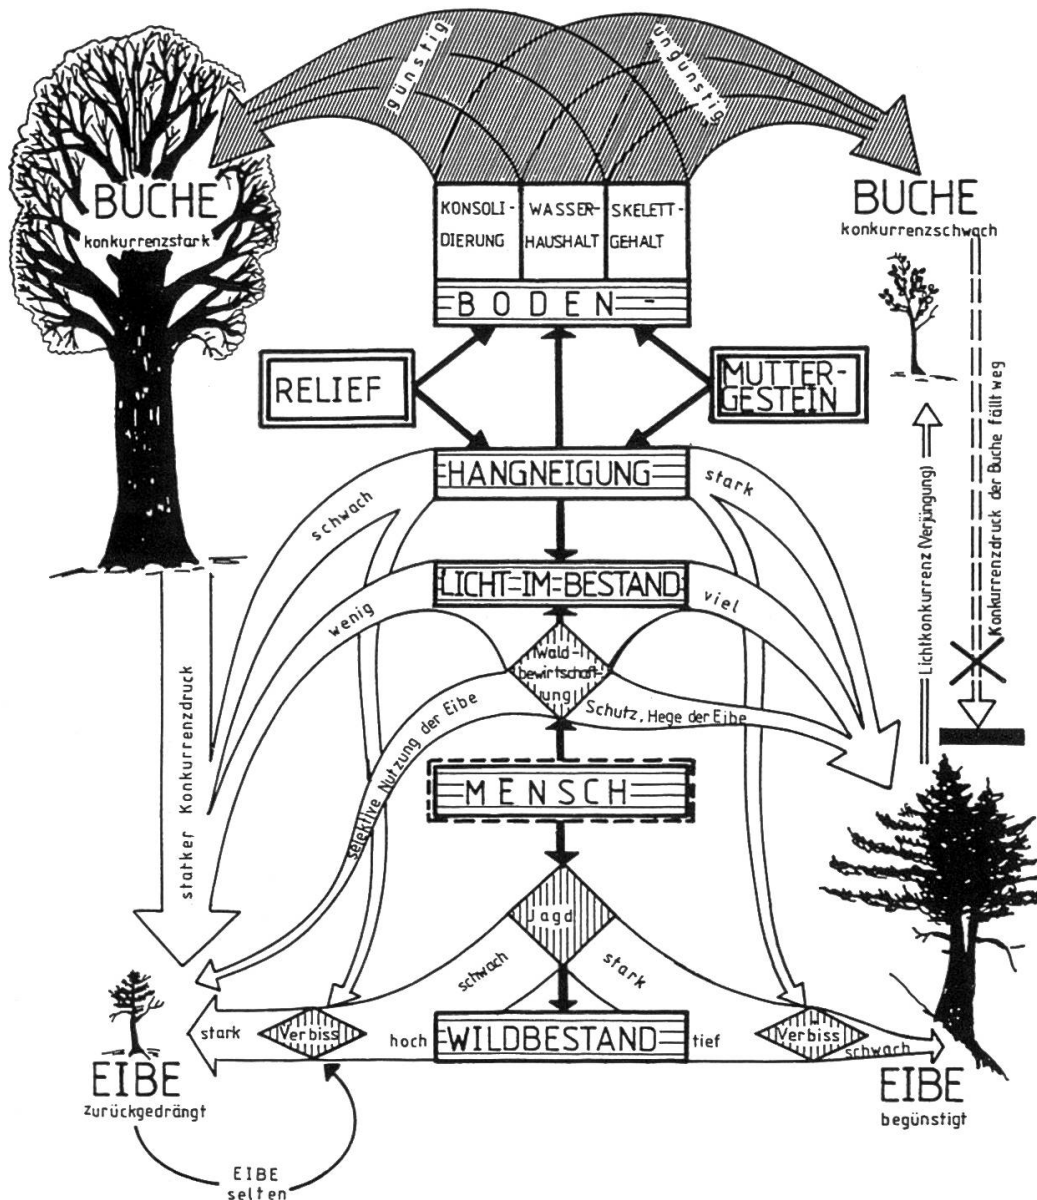 günstig
ungünstig
BUCHE
konkurrenzstark
KONSOLI-
DIERUNG
WASSER-
HAUSHALT
SKELETT-
GEHALT
BODEN-
BUCHE
konkurrenzschwach
RELIEF
MUTTER-
GESTEIN
HANGNEIGUNG
schwach
stark
LICHT-IM-BESTAND
wenig
viel
Wald-
bewirtschaft-
ung
selektive Nutzung der Eibe
Schutz, Hege der Eibe
MENSCH
statker Konkurrenzdruck
Lichtkonkurrenz (Verjüngung)
Konkurrenzdruck der Buche fällt weg
Jagd
schwach
stark
stark
Verbiss
hoch
WILDBESTAND
tief
Verbiss
schwach
EIBE
zurückgedrängt
EIBE
begünstigt
EIBE
selten